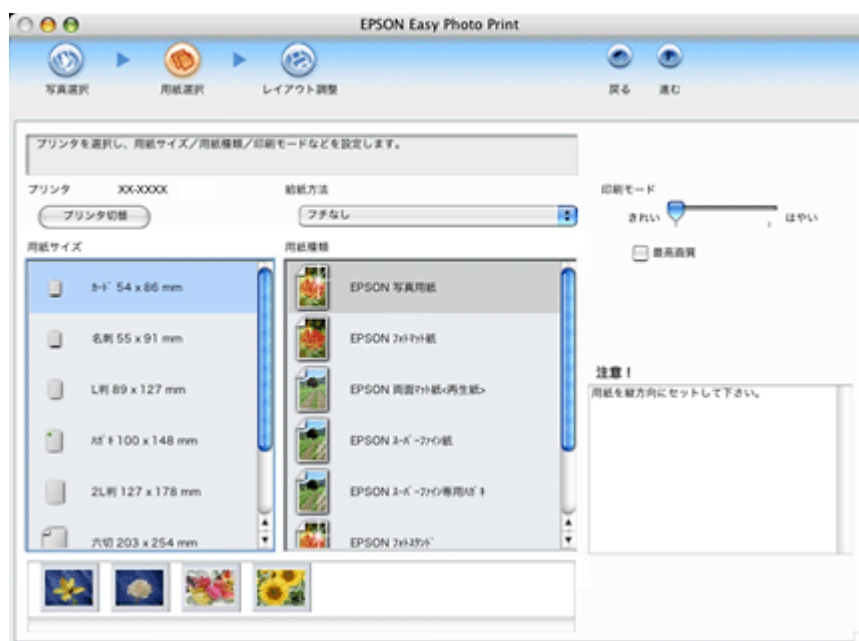 EPSON Easy Photo Print
写真選択 用紙選択 レイアウト調整 戻る 進む
プリンタを選択し、用紙サイズ/用紙種類/印刷モードなどを設定します。
プリンタ XX-XXXX 給紙方法 印刷モード
プリンタ切替 フチなし きれい はやい
用紙サイズ 用紙種類 最高画質
ｶｰﾄﾞ 54 x 86 mm EPSON 写真用紙
名刺 55 x 91 mm EPSON ﾌｫﾄﾏｯﾄ紙
注意！
L判 89 x 127 mm EPSON 両面ﾏｯﾄ紙<再生紙> 用紙を縦方向にセットして下さい。
ﾊｶﾞｷ 100 x 148 mm EPSON ｽｰﾊﾟｰﾌｧｲﾝ紙
2L判 127 x 178 mm EPSON ｽｰﾊﾟｰﾌｧｲﾝ専用ﾊｶﾞｷ
六切 203 x 254 mm EPSON ﾌｫﾄｽﾀﾝﾄﾞ